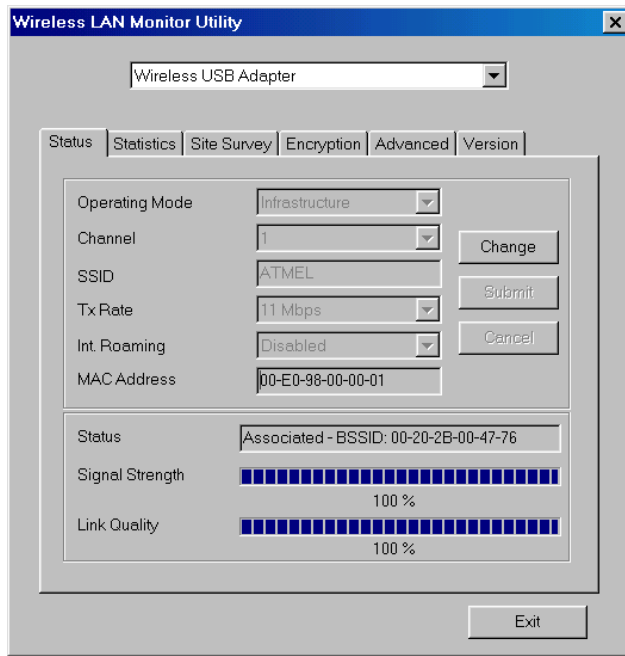 Wireless LAN Monitor Utility
Wireless USB Adapter
Status Statistics Site Survey Encryption Advanced Version
Operating Mode Infrastructure
Channel 1
Change
SSID ATMEL
Submit
Tx Rate 11 Mbps
Int. Roaming Disabled
Cancel
MAC Address 00-E0-98-00-00-01
Status Associated - BSSID: 00-20-2B-00-47-76
Signal Strength
100 %
Link Quality
100 %
Exit